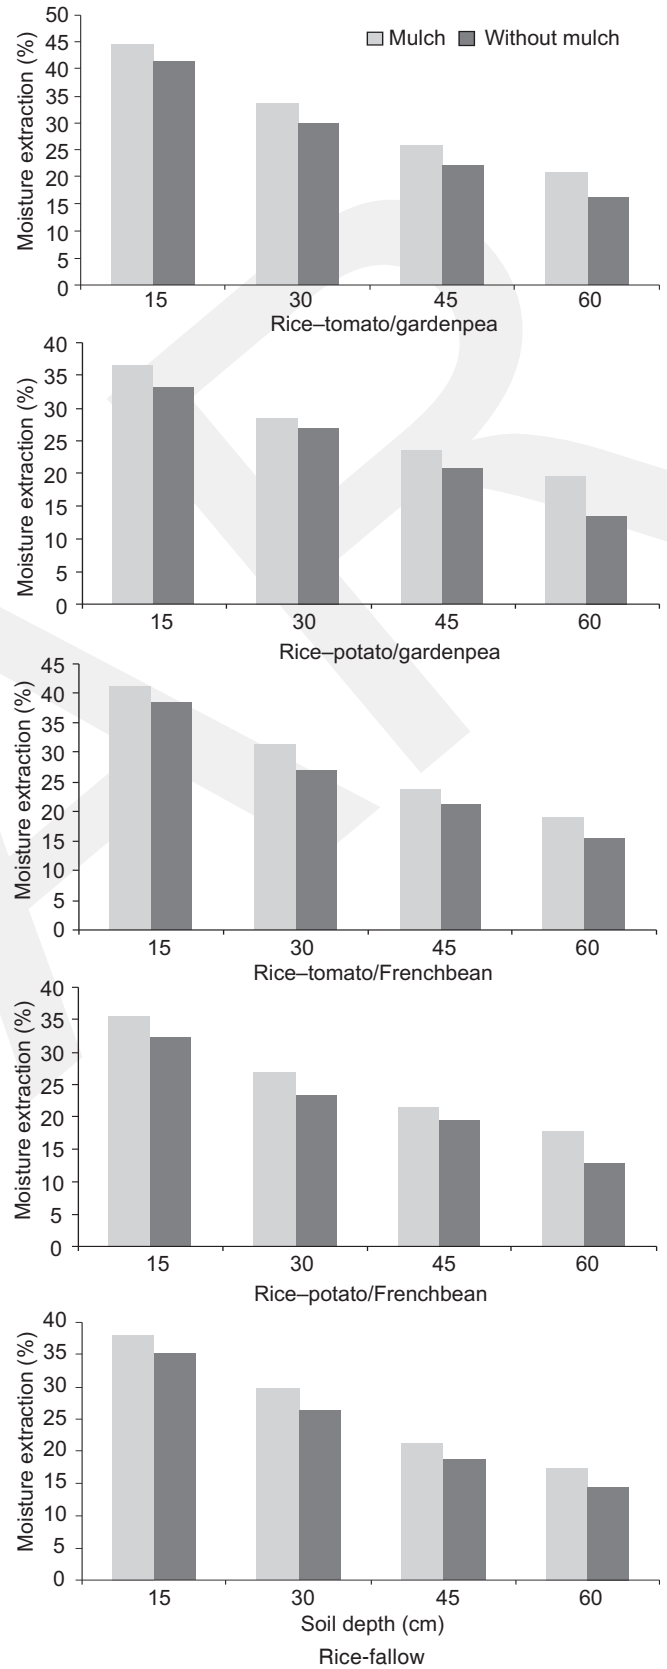 Mulch Without mulch
Moisture extraction (%)
50
45
40
35
30
25
20
15
10
5
0
15 30 45 60
Rice–tomato/gardenpea
Moisture extraction (%)
40
35
30
25
20
15
10
5
0
15 30 45 60
Rice–potato/gardenpea
Moisture extraction (%)
45
40
35
30
25
20
15
10
5
0
15 30 45 60
Rice–tomato/Frenchbean
Moisture extraction (%)
40
35
30
25
20
15
10
5
0
15 30 45 60
Rice–potato/Frenchbean
Moisture extraction (%)
40
35
30
25
20
15
10
5
0
15 30 45 60
Soil depth (cm)
Rice-fallow